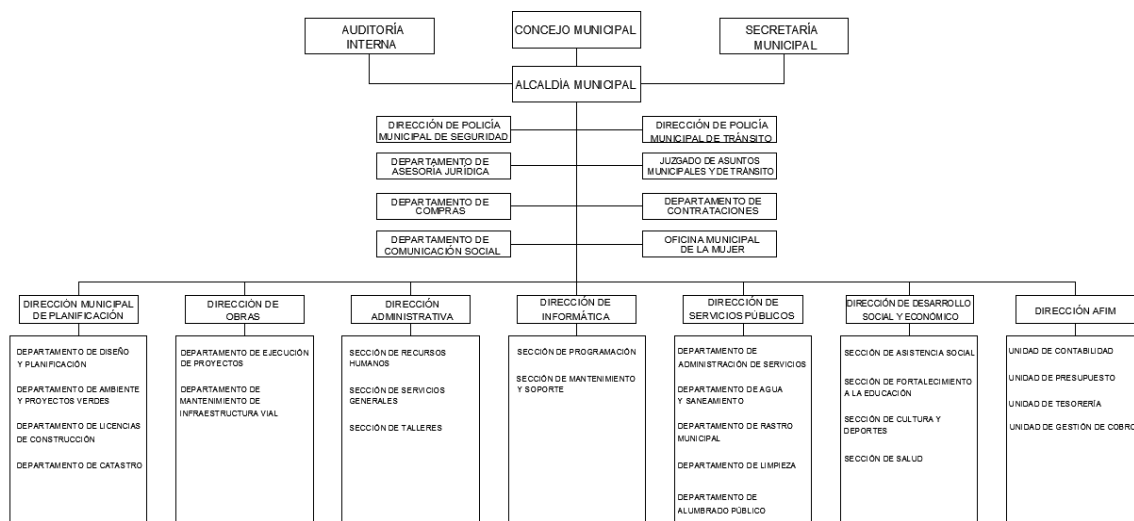 AUDITORÍA
INTERNA
CONCEJO MUNICIPAL
SECRETARÍA
MUNICIPAL
ALCALDÍA MUNICIPAL
DIRECCIÓN DE POLICÍA
MUNICIPAL DE SEGURIDAD
DIRECCIÓN DE POLICÍA
MUNICIPAL DE TRÁNSITO
DEPARTAMENTO DE
ASESORÍA JURÍDICA
JUZGADO DE ASUNTOS
MUNICIPALES Y DE TRÁNSITO
DEPARTAMENTO DE
COMPRAS
DEPARTAMENTO DE
CONTRATACIONES
DEPARTAMENTO DE
COMUNICACIÓN SOCIAL
OFICINA MUNICIPAL
DE LA MUJER
DIRECCIÓN MUNICIPAL
DE PLANIFICACIÓN
DEPARTAMENTO DE DISEÑO
Y PLANIFICACIÓN
DEPARTAMENTO DE AMBIENTE
Y PROYECTOS VERDES
DEPARTAMENTO DE LICENCIAS
DE CONSTRUCCIÓN
DEPARTAMENTO DE CATASTRO
DIRECCIÓN DE
OBRAS
DEPARTAMENTO DE EJECUCIÓN
DE PROYECTOS
DEPARTAMENTO DE
MANTENIMIENTO DE
INFRAESTRUCTURA VIAL
DIRECCIÓN
ADMINISTRATIVA
SECCIÓN DE RECURSOS
HUMANOS
SECCIÓN DE SERVICIOS
GENERALES
SECCIÓN DE TALLERES
DIRECCIÓN DE
INFORMÁTICA
SECCIÓN DE PROGRAMACIÓN
SECCIÓN DE MANTENIMIENTO
Y SOPORTE
DIRECCIÓN DE
SERVICIOS PÚBLICOS
DEPARTAMENTO DE
ADMINISTRACIÓN DE SERVICIOS
DEPARTAMENTO DE AGUA
Y SANEAMIENTO
DEPARTAMENTO DE RASTRO
MUNICIPAL
DEPARTAMENTO DE LIMPIEZA
DEPARTAMENTO DE
ALUMBRADO PÚBLICO
DIRECCIÓN DE DESARROLLO
SOCIAL Y ECONÓMICO
SECCIÓN DE ASISTENCIA SOCIAL
SECCIÓN DE FORTALECIMIENTO
A LA EDUCACIÓN
SECCIÓN DE CULTURA Y
DEPORTES
SECCIÓN DE SALUD
DIRECCIÓN AFIM
UNIDAD DE CONTABILIDAD
UNIDAD DE PRESUPUESTO
UNIDAD DE TESORERÍA
UNIDAD DE GESTIÓN DE COBRO